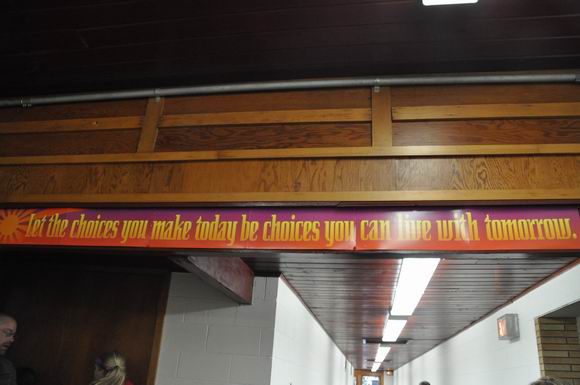 let the choices you make today be choices you can live with tomorrow.